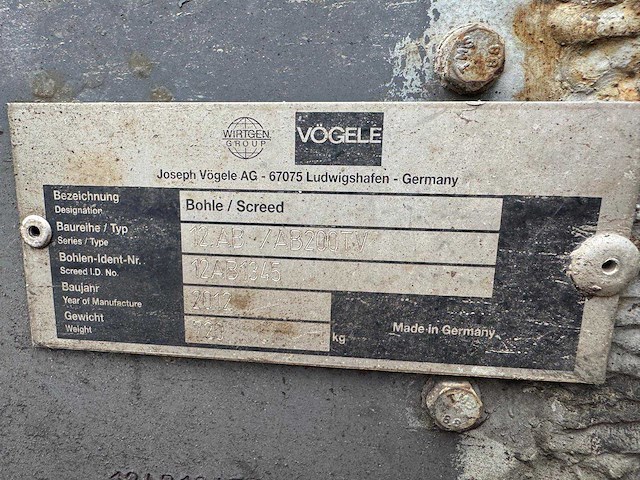 WIRTGEN
GROUP
VÖGELE
Joseph Vögele AG - 67075 Ludwigshafen - Germany
Bezeichnung
Designation
Bohle / Screed
Baureihe / Typ
Series / Type
12.AB /AB200TV
Bohlen-Ident-Nr.
Screed I.D. No.
12AB1345
Baujahr
Year of Manufacture
2012
Gewicht
Weight
kg
Made in Germany